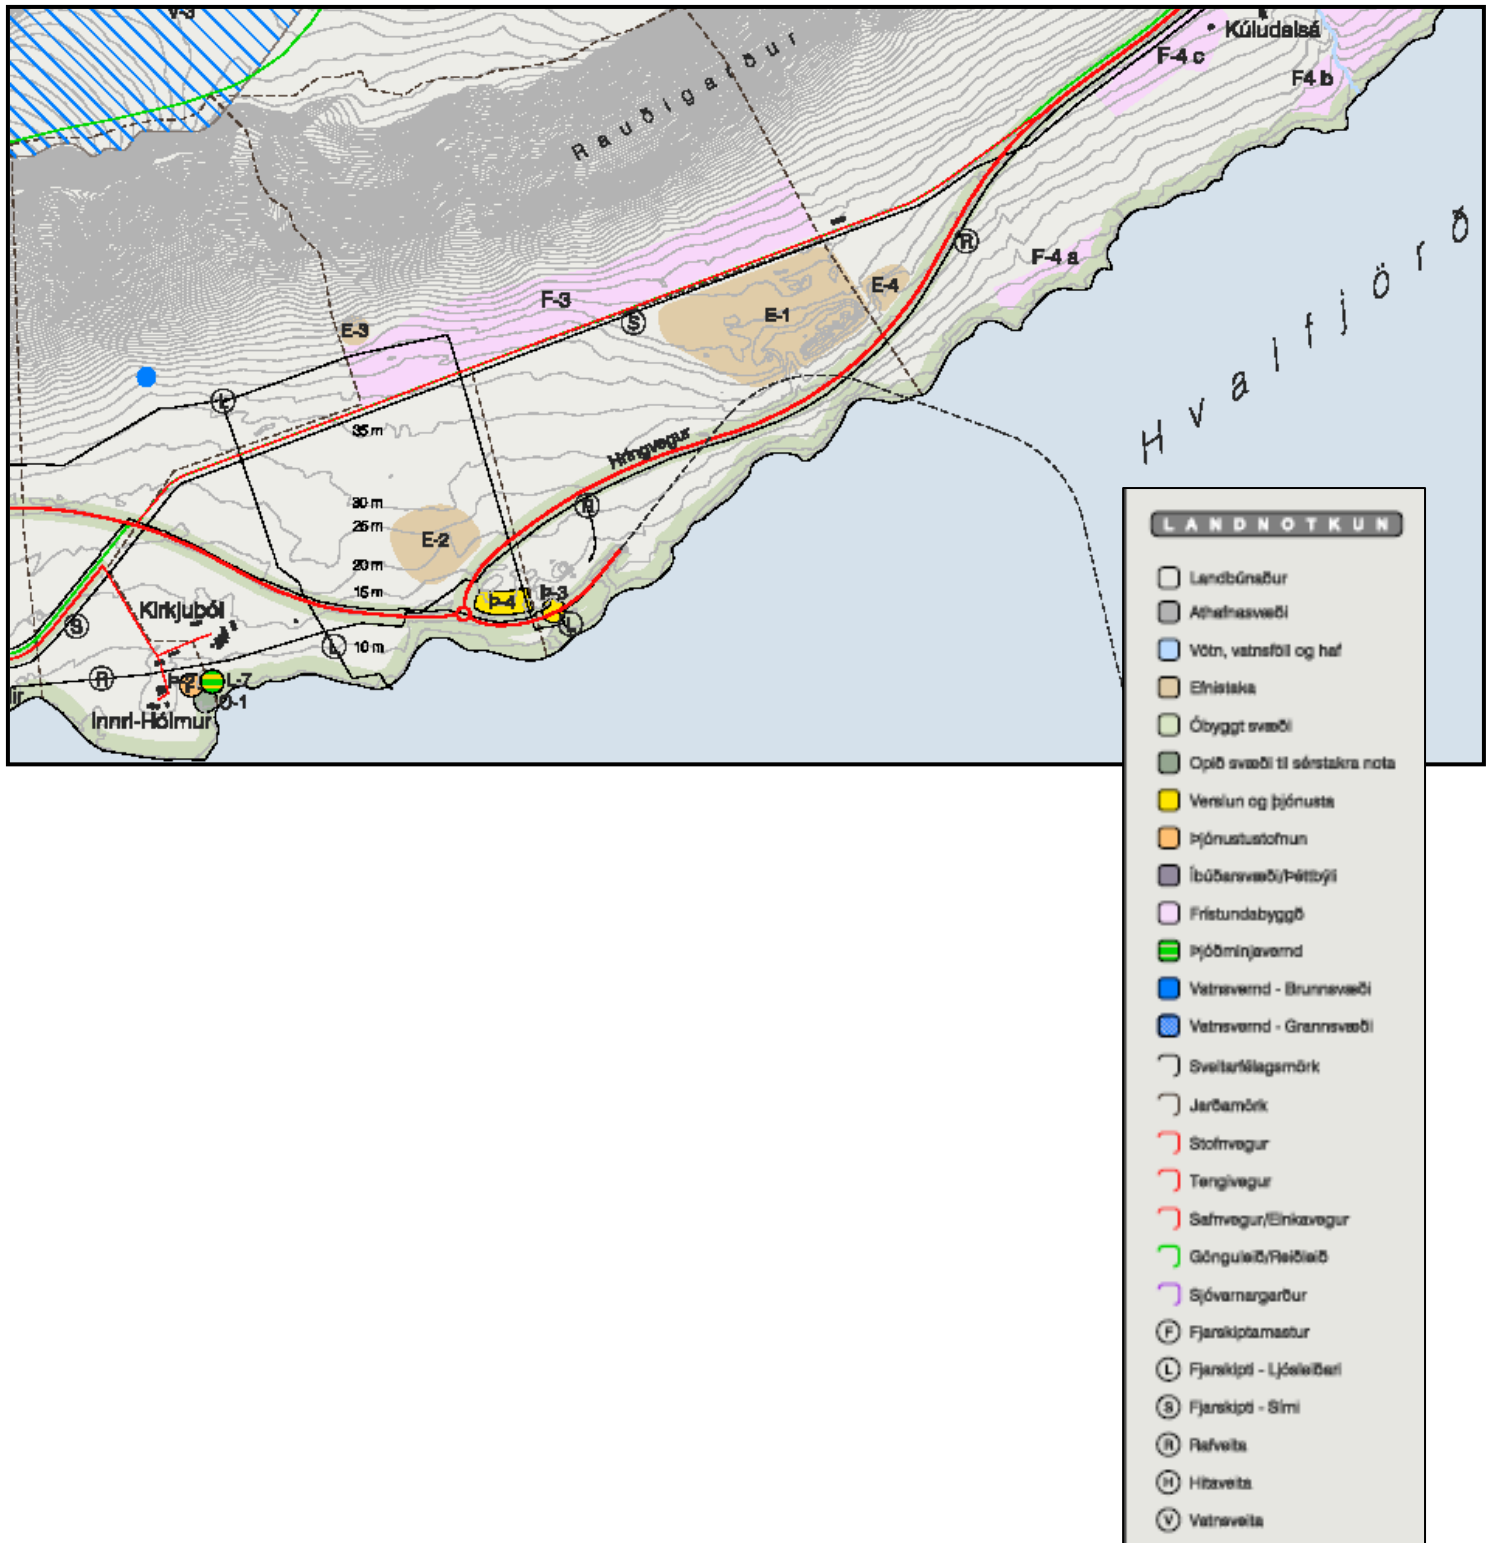 V-3
Kúludalsá
F-4 c
F4 b
Rauðigarður
F-4 a
Hvalfjörð
F-3
E-4
E-1
E-3
S
R
L
35 m
Hringvegur
30 m
25 m
E-2
H
20 m
15 m
Þ-4
Þ-3
Kirkjuból
S
L
L
10 m
R
L-7
O-1
Innri-Hólmur
LANDNOTKUN
Landbúnaður
Athafnasvæði
Vötn, vatnsföll og haf
Efnistaka
Óbyggt svæði
Opið svæði til sérstakra nota
Verslun og þjónusta
Þjónustustofnun
Íbúðarsvæði/Þéttbýli
Frístundabyggð
Þjóðminjavernd
Vatnsvernd - Brunnsvæði
Vatnsvernd - Grannsvæði
Sveitarfélagsmörk
Jarðamörk
Stofnvegur
Tengivegur
Safnvegur/Einkavegur
Gönguleið/Reiðleið
Sjóvarnargarður
F Fjarskiptamastur
L Fjarskipti - Ljósleiðari
S Fjarskipti - Sími
R Rafveita
H Hitaveita
V Vatnsveita